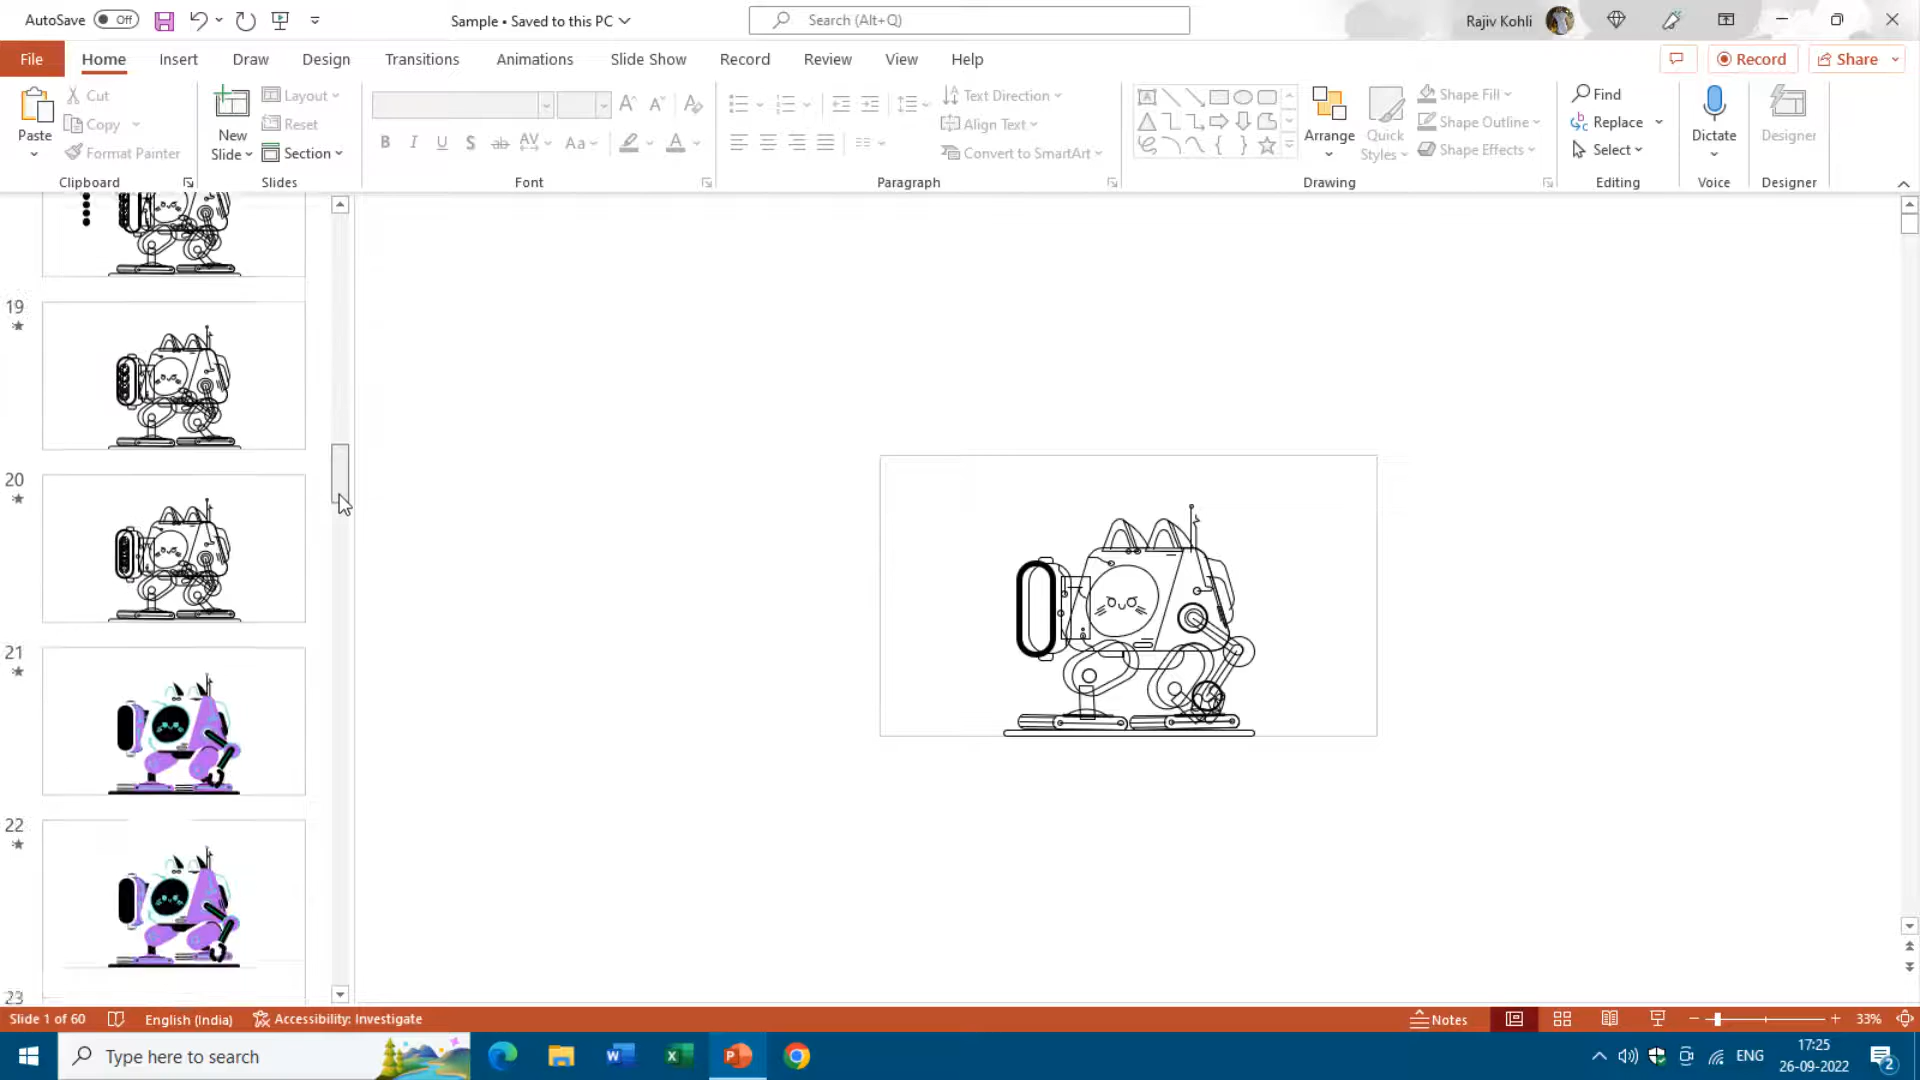 AutoSave Off Sample • Saved to this PC Search (Alt+Q) Rajiv Kohli
File Home Insert Draw Design Transitions Animations Slide Show Record Review View Help Record Share
Paste Cut Copy Format Painter
Clipboard
New Slide Layout Reset Section
Slides
B I U S ab AV Aa A
Font
Text Direction Align Text Convert to SmartArt
Paragraph
Arrange Quick Styles Shape Fill Shape Outline Shape Effects
Drawing
Find Replace Select
Editing
Dictate
Voice
Designer
Designer
19
20
21
22
23
Slide 1 of 60 English (India) Accessibility: Investigate Notes 33%
Type here to search ENG 17:25
26-09-2022 2